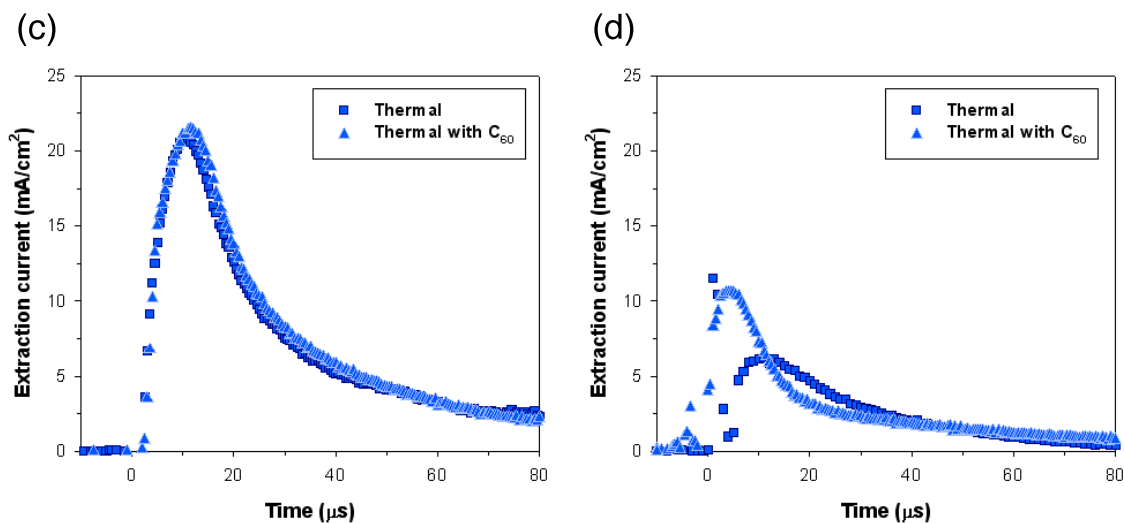 (c)
25
20
15
10
5
0
Extraction current (mA/cm²)
Thermal
Thermal with C₆₀
0
20
40
60
80
Time (μs)
(d)
25
20
15
10
5
0
Extraction current (mA/cm²)
Thermal
Thermal with C₆₀
0
20
40
60
80
Time (μs)